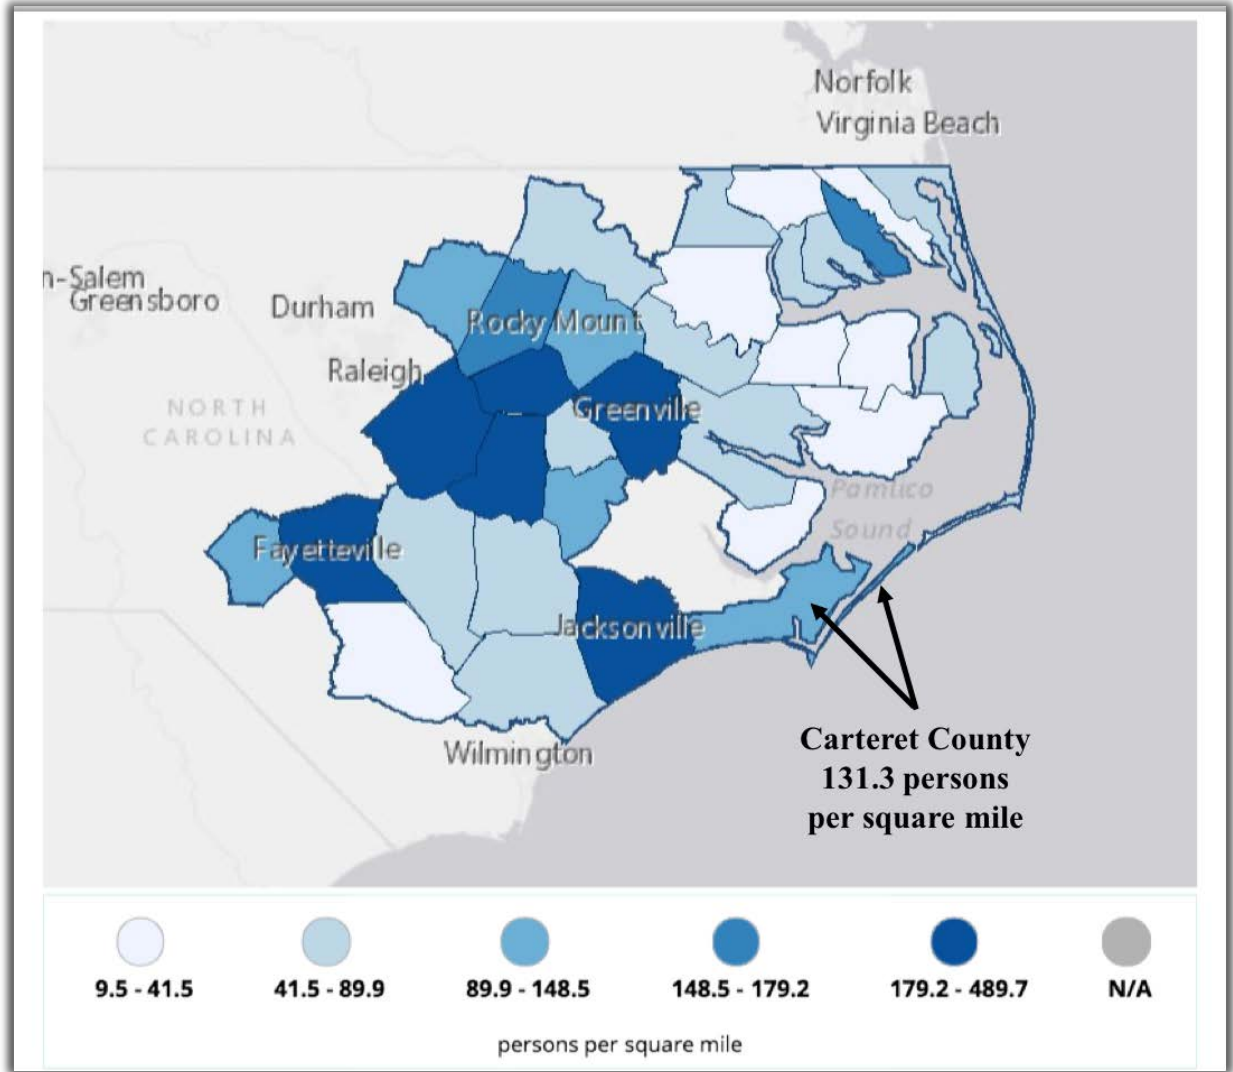 Norfolk
Virginia Beach
n-Salem
Greensboro
Durham
Rocky Mount
Raleigh
NORTH
CAROLINA
Greenville
Pamlico
Sound
Fayetteville
Jacksonville
Carteret County
131.3 persons
per square mile
Wilmington
9.5 - 41.5
41.5 - 89.9
89.9 - 148.5
148.5 - 179.2
179.2 - 489.7
N/A
persons per square mile